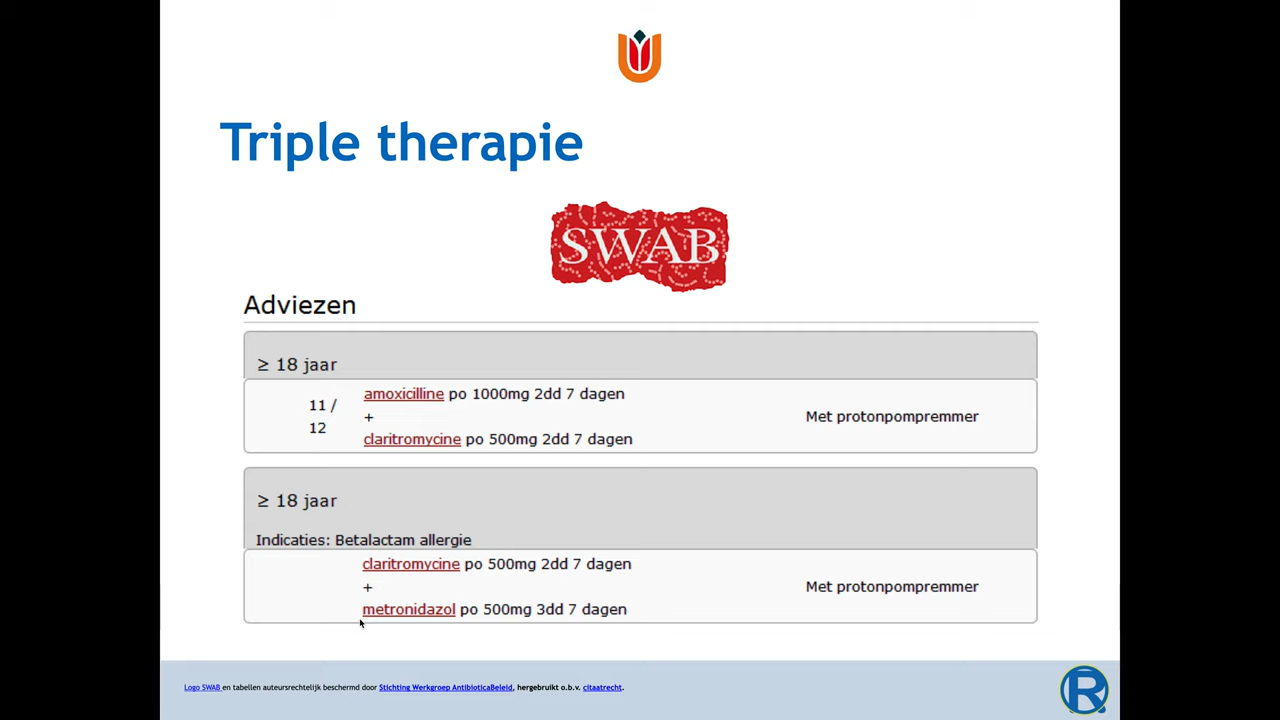 Triple therapie
SWAB
Adviezen
≥ 18 jaar
11 /
12
amoxicilline po 1000mg 2dd 7 dagen
+
claritromycine po 500mg 2dd 7 dagen
Met protonpompremmer
≥ 18 jaar
Indicaties: Betalactam allergie
claritromycine po 500mg 2dd 7 dagen
+
metronidazol po 500mg 3dd 7 dagen
Met protonpompremmer
Logo SWAB en tabellen auteursrechtelijk beschermd door Stichting Werkgroep AntibioticaBeleid, hergebruikt o.b.v. citaatrecht.
R